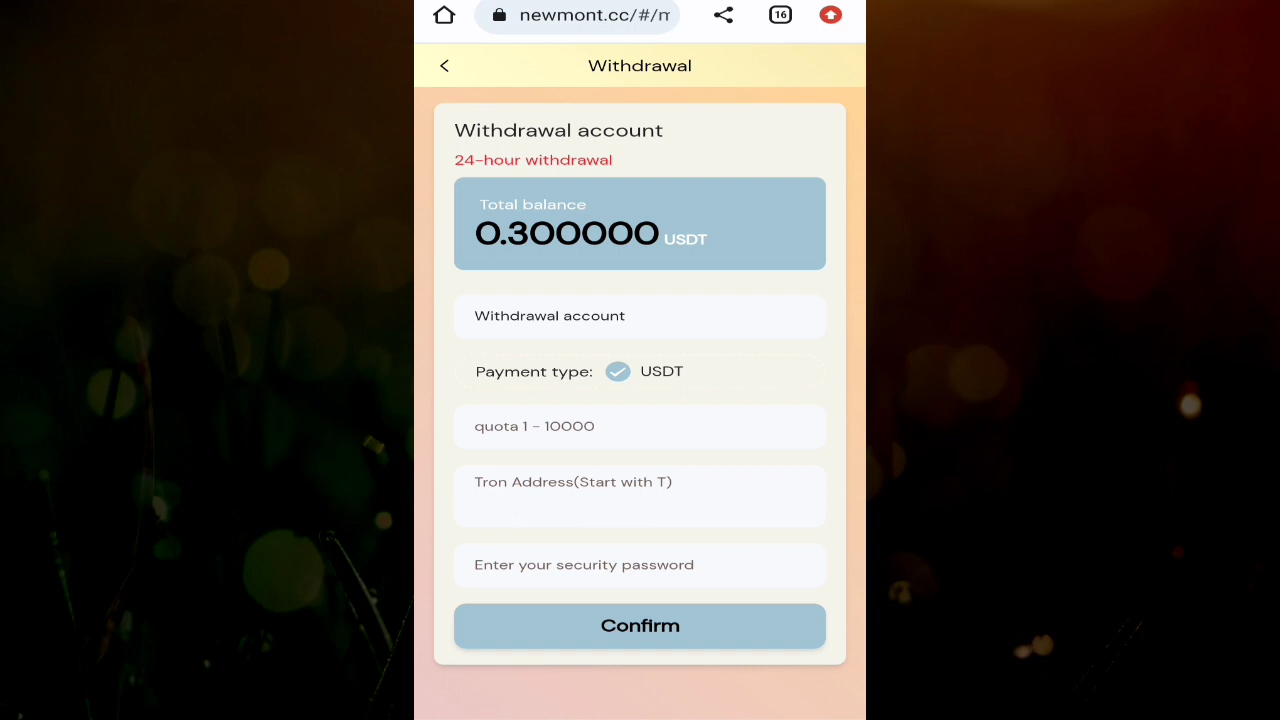 newmont.cc/#/m
16
Withdrawal
Withdrawal account
24-hour withdrawal
Total balance
0.300000 USDT
Withdrawal account
Payment type: USDT
quota 1 - 10000
Tron Address(Start with T)
Enter your security password
Confirm